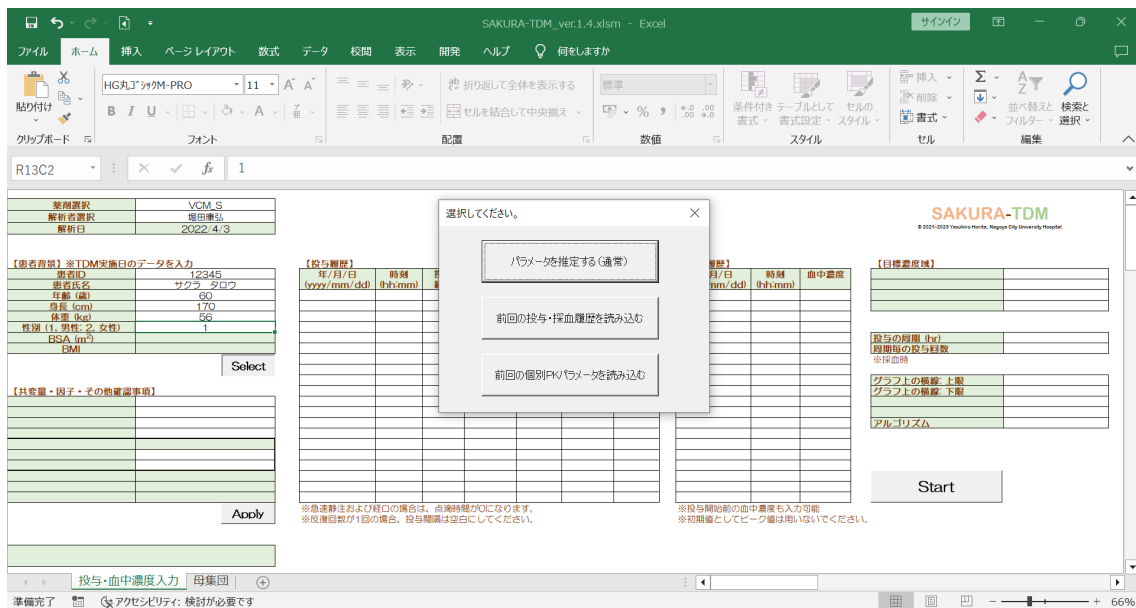 SAKURA-TDM_ver.1.4.xlsm - Excel
サインイン
ファイル ホーム 挿入 ページ レイアウト 数式 データ 校閲 表示 開発 ヘルプ 何をしますか
貼り付け
クリップボード
HG丸ゴシックM-PRO 11
B I U
フォント
折り返して全体を表示する
セルを結合して中央揃え
配置
標準
数値
条件付き書式
テーブルとして書式設定
セルのスタイル
スタイル
挿入
削除
書式
セル
並べ替えと
フィルター
検索と
選択
編集
R13C2 fx 1
薬剤選択 VCM_S
解析者選択 堀田康弘
解析日 2022/4/3
SAKURA-TDM
© 2021-2023 Yasuhiro Horita, Nagoya City University Hospital
【患者背景】※TDM実施日のデータを入力
患者ID 12345
患者氏名 サクラ タロウ
年齢 (歳) 60
身長 (cm) 170
体重 (kg) 56
性別 (1, 男性; 2, 女性) 1
BSA (m²)
BMI
Select
【共変量・因子・その他確認事項】
Apply
【投与履歴】
年/月/日 時刻
(yyyy/mm/dd) (hh:mm)
選択してください。
パラメータを推定する(通常)
前回の投与・採血履歴を読み込む
前回の個別PKパラメータを読み込む
時刻 血中濃度
(hh:mm)
※急速静注および経口の場合は、点滴時間が0になります。
※反復回数が1回の場合、投与間隔は空白にしてください。
※投与開始前の血中濃度も入力可能
※初期値としてピーク値は用いないでください。
【目標濃度域】
投与の周期 (hr)
周期毎の投与回数
※採血時
グラフ上の横線: 上限
グラフ上の横線: 下限
アルゴリズム
Start
投与・血中濃度入力 母集団
準備完了 アクセシビリティ: 検討が必要です 66%